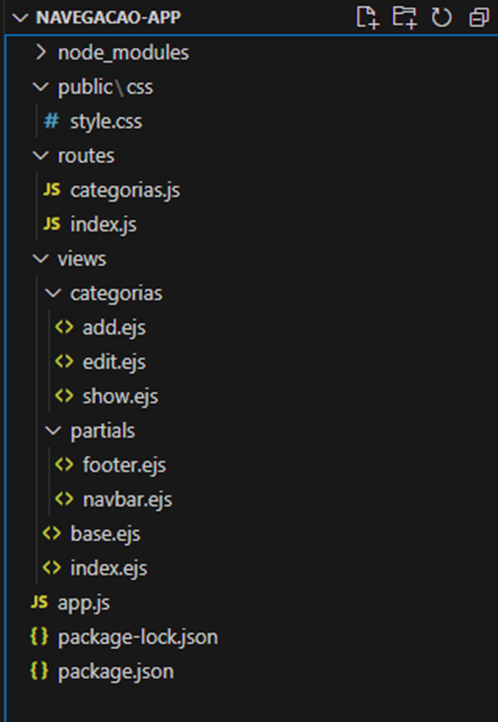 NAVEGACAO-APP
node_modules
public\css
# style.css
routes
JS categorias.js
JS index.js
views
categorias
<> add.ejs
<> edit.ejs
<> show.ejs
partials
<> footer.ejs
<> navbar.ejs
<> base.ejs
<> index.ejs
JS app.js
{} package-lock.json
{} package.json